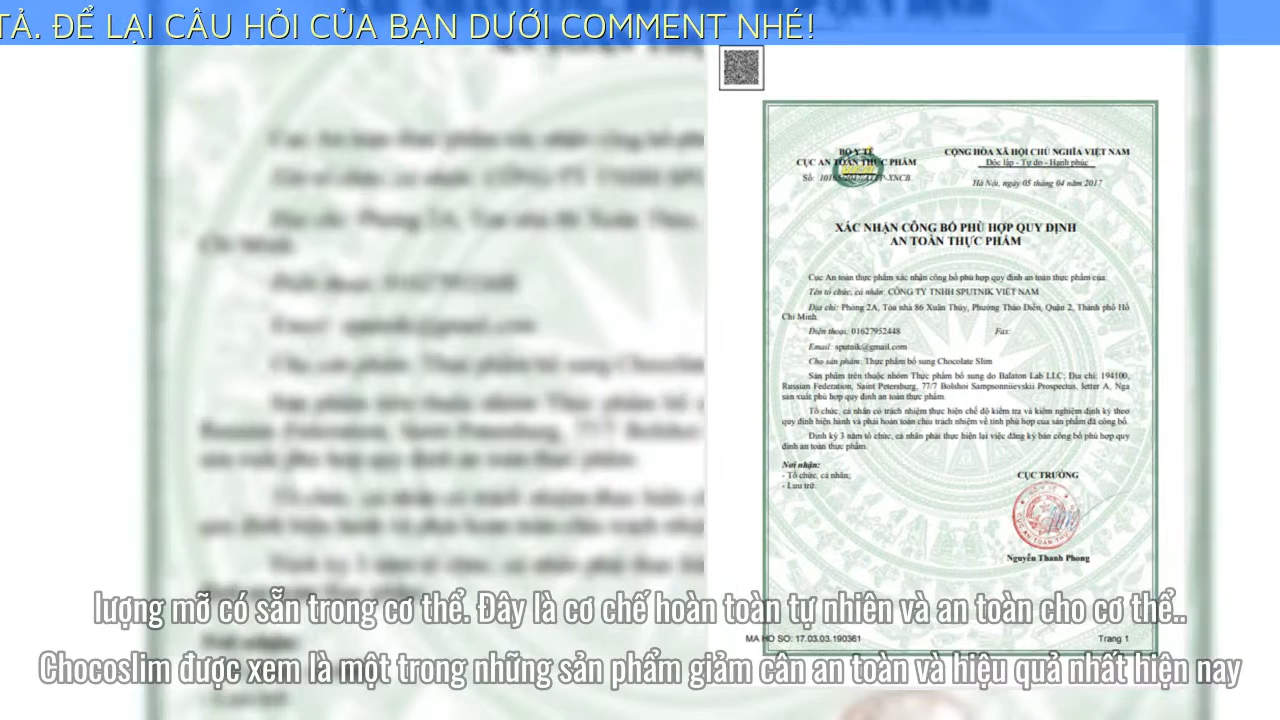 TẢ. ĐỂ LẠI CÂU HỎI CỦA BẠN DƯỚI COMMENT NHÉ!
BỘ Y TẾ
CỤC AN TOÀN THỰC PHẨM
Số:
CỘNG HÒA XÃ HỘI CHỦ NGHĨA VIỆT NAM
Độc lập - Tự do - Hạnh phúc
Hà Nội, ngày 05 tháng 04 năm 2017
XÁC NHẬN CÔNG BỐ PHÙ HỢP QUY ĐỊNH
AN TOÀN THỰC PHẨM
Cục An toàn thực phẩm xác nhận công bố phù hợp quy định an toàn thực phẩm của:
Tên tổ chức, cá nhân: CÔNG TY TNHH SPUTNIK VIỆT NAM
Địa chỉ: Phòng 2A, Tòa nhà 86 Xuân Thủy, Phường Thảo Điền, Quận 2, Thành phố Hồ
Chí Minh
Điện thoại: 01627952448 Fax:
Email: sputnik@gmail.com
Cho sản phẩm: Thực phẩm bổ sung Chocolate Slim
Sản phẩm trên thuộc nhóm Thực phẩm bổ sung do Balaton Lab LLC; Địa chỉ: 194100,
Russian Federation, Saint Petersburg, 77/7 Bolshoi Sampsonniievskii Prospectus, letter A, Nga
sản xuất phù hợp quy định an toàn thực phẩm.
Tổ chức, cá nhân có trách nhiệm thực hiện chế độ kiểm tra và kiểm nghiệm định kỳ theo
quy định hiện hành và phải hoàn toàn chịu trách nhiệm về tính phù hợp của sản phẩm đã công bố.
Định kỳ 3 năm tổ chức, cá nhân phải thực hiện lại việc đăng ký bản công bố phù hợp quy
định an toàn thực phẩm.
Nơi nhận:
- Tổ chức, cá nhân;
- Lưu trữ.
CỤC TRƯỞNG
Nguyễn Thanh Phong
lượng mỡ có sẵn trong cơ thể. Đây là cơ chế hoàn toàn tự nhiên và an toàn cho cơ thể..
MÃ HỒ SƠ: 17.03.03.190361 Trang 1
Chocoslim được xem là một trong những sản phẩm giảm cân an toàn và hiệu quả nhất hiện nay